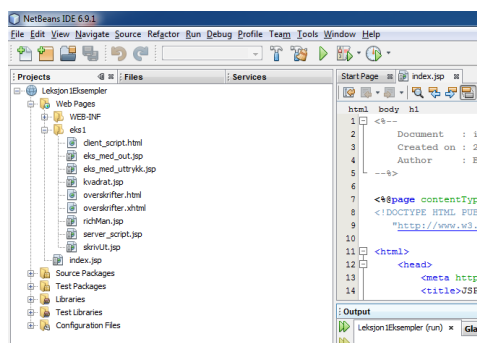 NetBeans IDE 6.9.1
File Edit View Navigate Source Refactor Run Debug Profile Team Tools Window Help
Projects Files Services
Start Page index.jsp
Leksjon1Eksempler
Web Pages
WEB-INF
eks1
client_script.html
eks_med_out.jsp
eks_med_uttrykk.jsp
kvadrat.jsp
overskrifter.html
overskrifter.xhtml
richMan.jsp
server_script.jsp
skrivUt.jsp
index.jsp
Source Packages
Test Packages
Libraries
Test Libraries
Configuration Files
html body h1
1 <%--
2 Document : i
3 Created on : 2
4 Author :
5 --%>
6
7 <%@page contentTyp
8 <!DOCTYPE HTML PUB
9 "http://www.w3.
10
11 <html>
12 <head>
13 <meta http
14 <title>JSP
Output
Leksjon1Eksempler (run) Gla